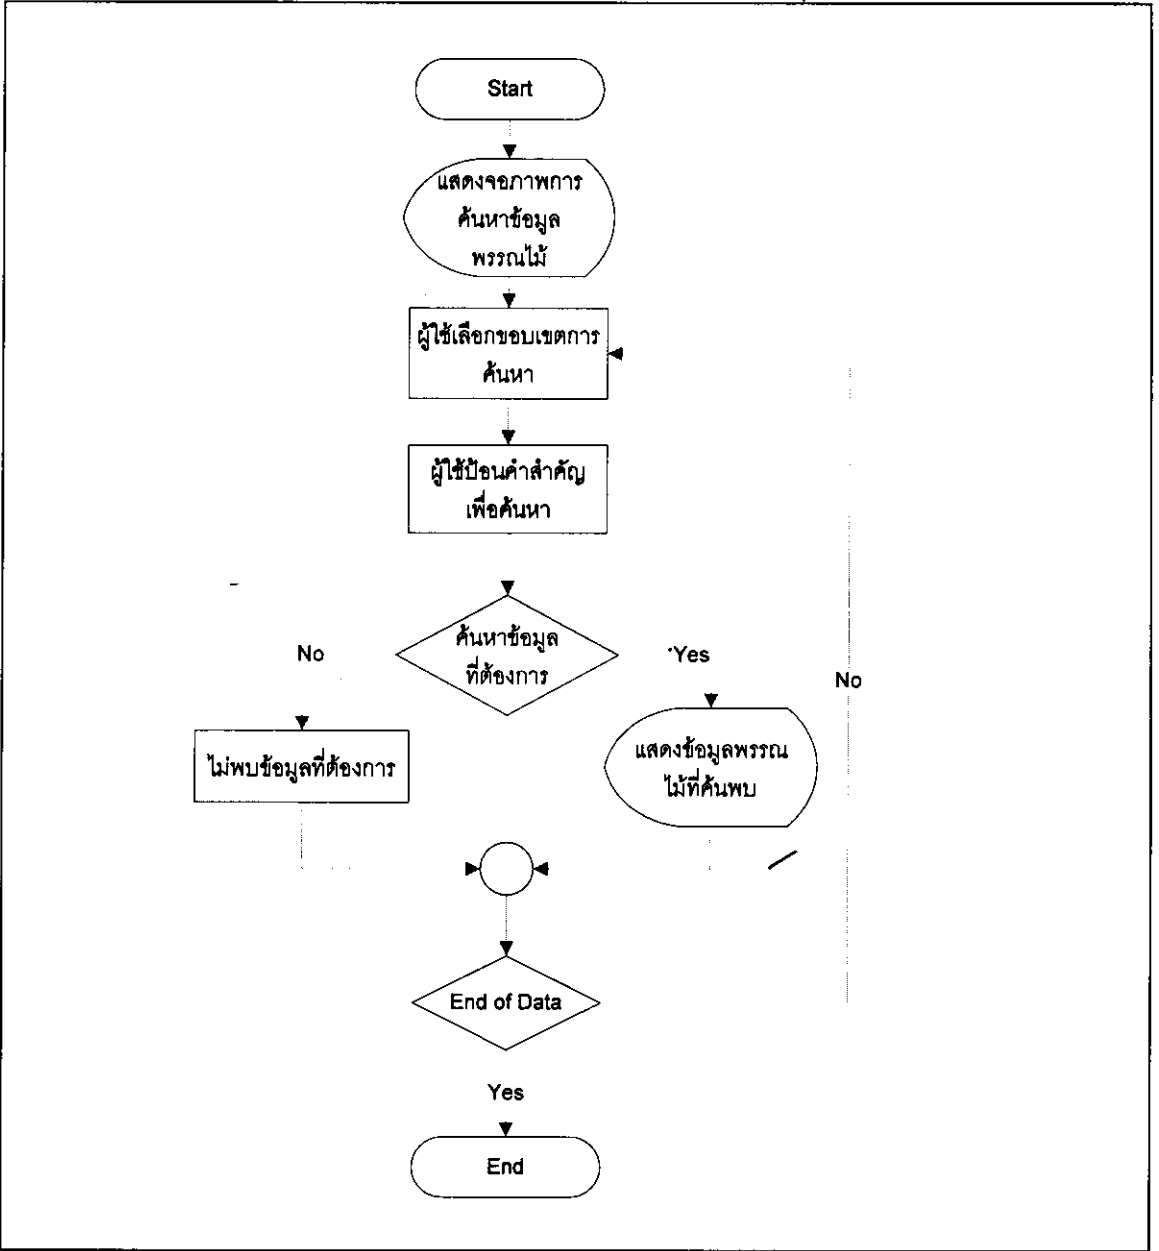 Start
แสดงจอภาพการ
ค้นหาข้อมูล
พรรณไม้
ผู้ใช้เลือกขอบเขตการ
ค้นหา
ผู้ใช้ป้อนคำสำคัญ
เพื่อค้นหา
ค้นหาข้อมูล
ที่ต้องการ
No
Yes
No
ไม่พบข้อมูลที่ต้องการ
แสดงข้อมูลพรรณ
ไม้ที่ค้นพบ
End of Data
Yes
End